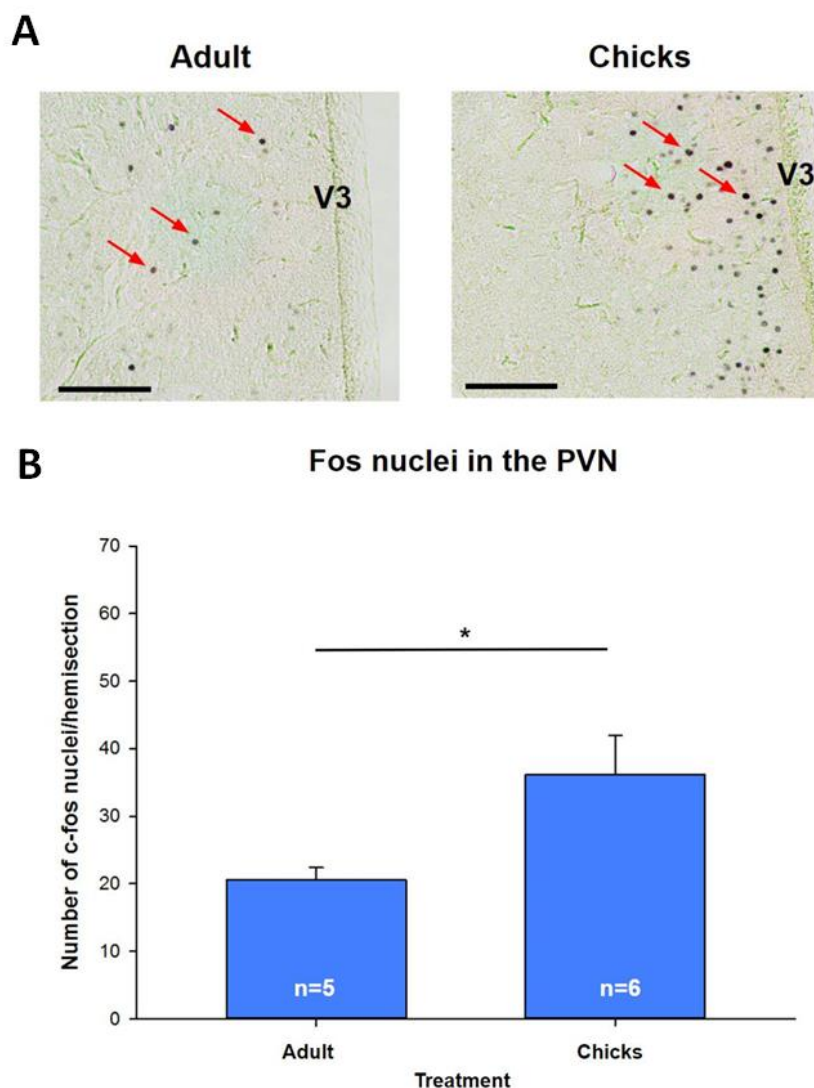 A
Adult
Chicks
V3
V3
B
Fos nuclei in the PVN
Number of c-fos nuclei/hemisection
70
60
50
40
30
20
10
0
*
n=5
n=6
Adult
Chicks
Treatment